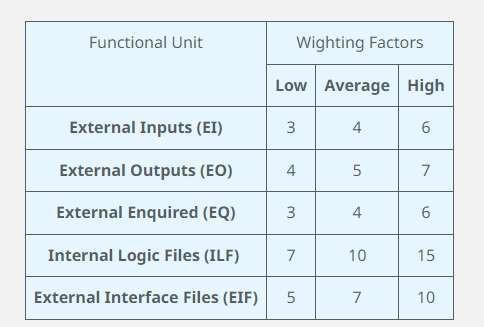 Functional Unit Wighting Factors
Low Average High
External Inputs (EI) 3 4 6
External Outputs (EO) 4 5 7
External Enquired (EQ) 3 4 6
Internal Logic Files (ILF) 7 10 15
External Interface Files (EIF) 5 7 10